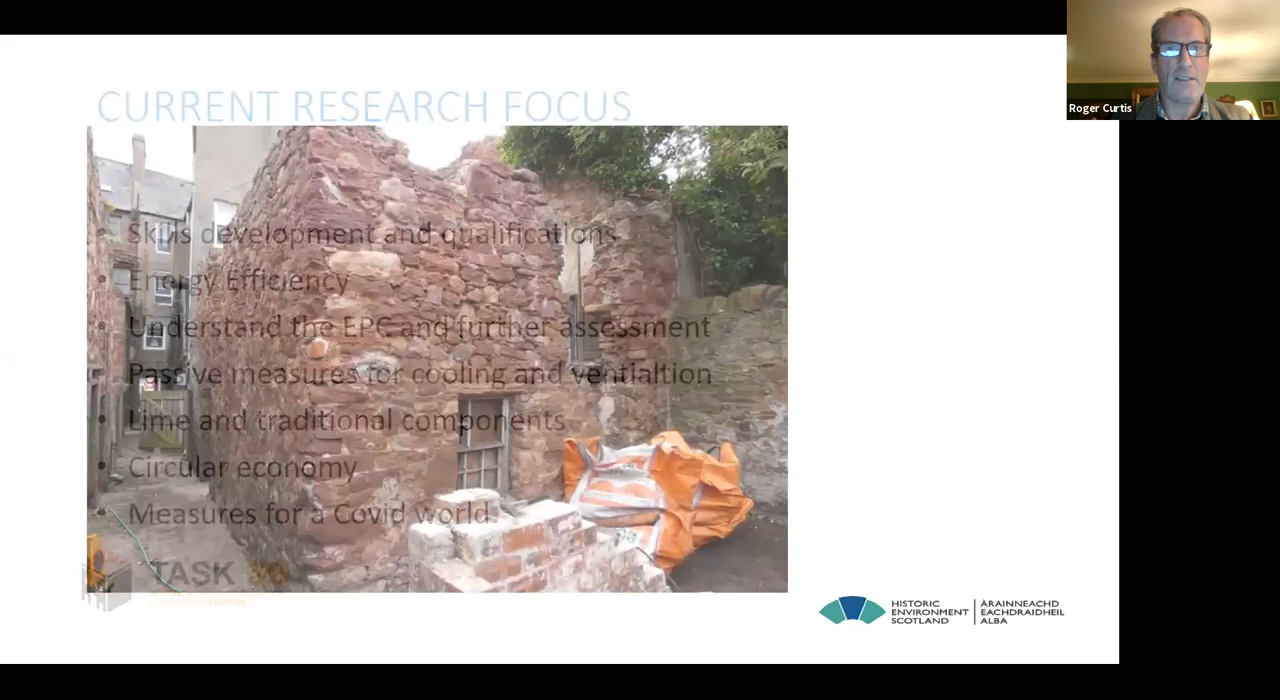 Roger Curtis
CURRENT RESEARCH FOCUS
• Skills development and qualifications
• Energy Efficiency
• Understand the EPC and further assessment
• Passive measures for cooling and ventialtion
• Lime and traditional components
• Circular economy
• Measures for a Covid world
TASK 59
HISTORIC ENVIRONMENT SCOTLAND
ÀRAINNEACHD EACHDRAIDHEIL ALBA